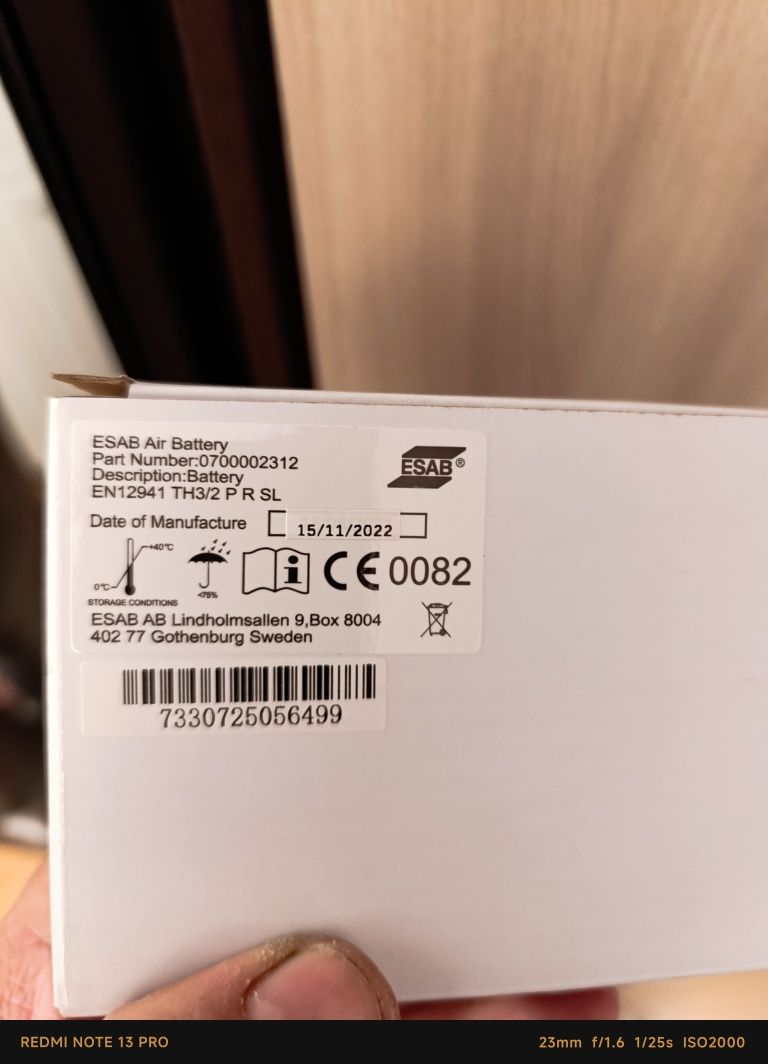 ESAB Air Battery
Part Number:0700002312
Description:Battery
EN12941 TH3/2 P R SL
ESAB®
Date of Manufacture 15/11/2022
+40°C
0°C
<75%
i
CE 0082
STORAGE CONDITIONS
ESAB AB Lindholmsallen 9,Box 8004
402 77 Gothenburg Sweden
7330725056499
REDMI NOTE 13 PRO
23mm f/1.6 1/25s ISO2000